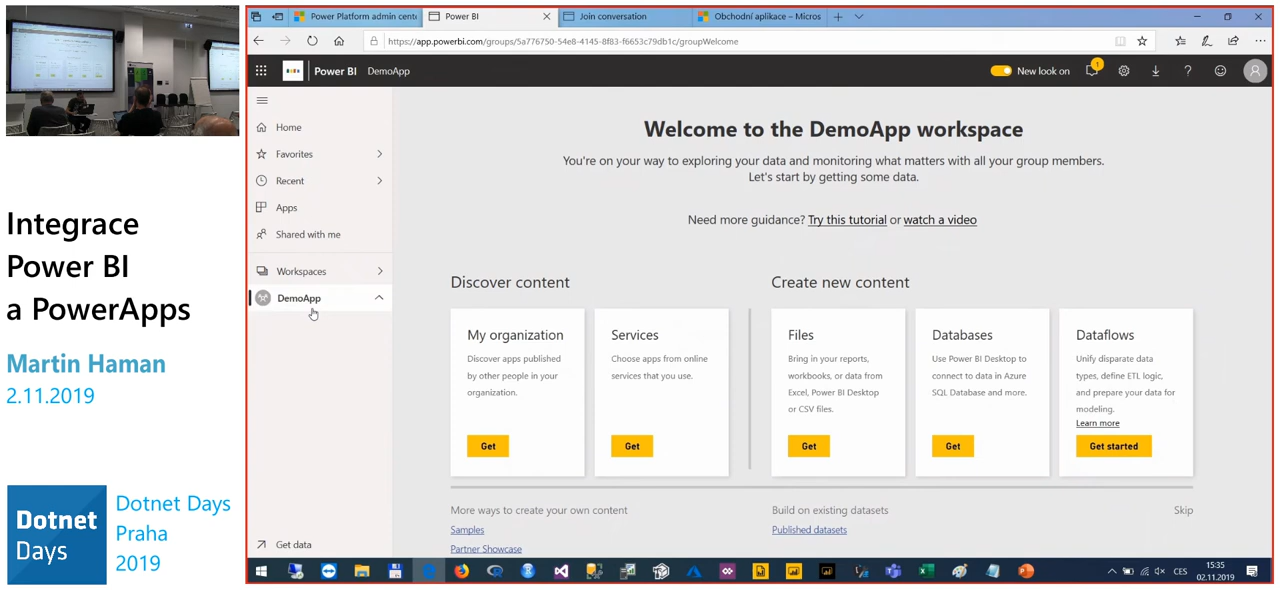 Integrace
Power BI
a PowerApps
Martin Haman
2.11.2019
Dotnet
Days
Dotnet Days
Praha
2019
Power Platform admin cente
Power BI
Join conversation
Obchodní aplikace – Micros
https://app.powerbi.com/groups/5a776750-54e8-4145-8f83-f6653c79db1c/groupWelcome
Power BI
DemoApp
New look on
1
Home
Favorites
Recent
Apps
Shared with me
Workspaces
DemoApp
Get data
Welcome to the DemoApp workspace
You're on your way to exploring your data and monitoring what matters with all your group members.
Let's start by getting some data.
Need more guidance? Try this tutorial or watch a video
Discover content
My organization
Discover apps published
by other people in your
organization.
Get
Services
Choose apps from online
services that you use.
Get
Create new content
Files
Bring in your reports,
workbooks, or data from
Excel, Power BI Desktop
or CSV files.
Get
Databases
Use Power BI Desktop to
connect to data in Azure
SQL Database and more.
Get
Dataflows
Unify disparate data
types, define ETL logic,
and prepare your data for
modeling.
Learn more
Get started
More ways to create your own content
Samples
Partner Showcase
Build on existing datasets
Published datasets
Skip
CES
15:35
02.11.2019